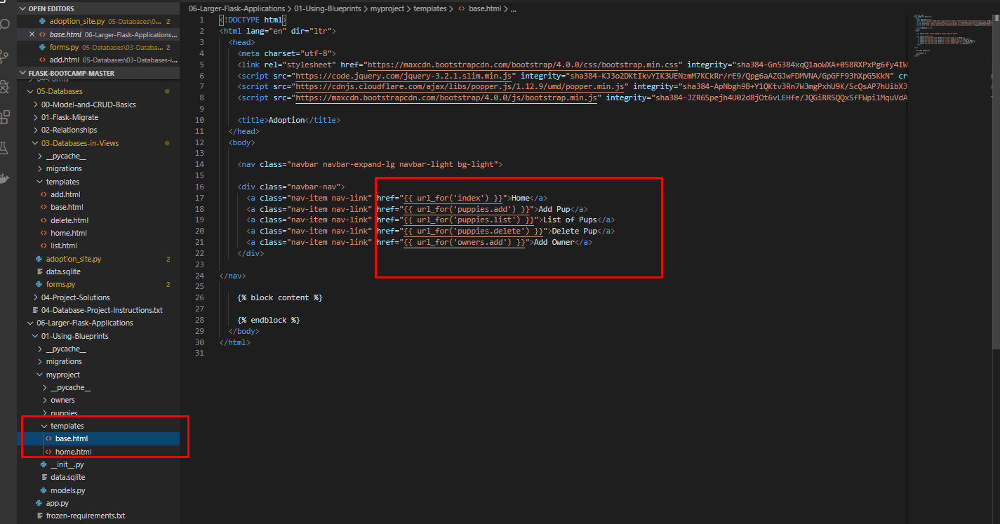 OPEN EDITORS
adoption_site.py 05-Databases\0... 2
base.html 06-Larger-Flask-Applications...
forms.py 05-Databases\03-Databa... 2
add.html 05-Databases\03-Databases-i...
FLASK-BOOTCAMP-MASTER
04-Forms
05-Databases
00-Model-and-CRUD-Basics
01-Flask-Migrate
02-Relationships
03-Databases-in-Views
__pycache__
migrations
templates
add.html
base.html
delete.html
home.html
list.html
adoption_site.py 2
data.sqlite
forms.py 2
04-Project-Solutions
04-Database-Project-Instructions.txt
06-Larger-Flask-Applications
01-Using-Blueprints
__pycache__
migrations
myproject
__pycache__
owners
puppies
templates
base.html
home.html
__init__.py
data.sqlite
models.py
app.py
frozen-requirements.txt
06-Larger-Flask-Applications > 01-Using-Blueprints > myproject > templates > base.html > ...
1 <!DOCTYPE html>
2 <html lang="en" dir="ltr">
3 <head>
4 <meta charset="utf-8">
5 <link rel="stylesheet" href="https://maxcdn.bootstrapcdn.com/bootstrap/4.0.0/css/bootstrap.min.css" integrity="sha384-Gn5384xqQ1aoWXA+058RXPxPg6fy4IW
6 <script src="https://code.jquery.com/jquery-3.2.1.slim.min.js" integrity="sha384-KJ3o2DKtIkvYIK3UENzmM7KCkRr/rE9/Qpg6aAZGJwFDMVNA/GpGFF93hXpG5KkN" cr
7 <script src="https://cdnjs.cloudflare.com/ajax/libs/popper.js/1.12.9/umd/popper.min.js" integrity="sha384-ApNbgh9B+Y1QKtv3Rn7W3mgPxhU9K/ScQsAP7hUibX3
8 <script src="https://maxcdn.bootstrapcdn.com/bootstrap/4.0.0/js/bootstrap.min.js" integrity="sha384-JZR6Spejh4U02d8jOt6vLEHfe/JQGiRRSQQxSfFWpi1MquVdA
9
10 <title>Adoption</title>
11 </head>
12 <body>
13
14 <nav class="navbar navbar-expand-lg navbar-light bg-light">
15
16 <div class="navbar-nav">
17 <a class="nav-item nav-link" href="{{ url_for('index') }}">Home</a>
18 <a class="nav-item nav-link" href="{{ url_for('puppies.add') }}">Add Pup</a>
19 <a class="nav-item nav-link" href="{{ url_for('puppies.list') }}">List of Pups</a>
20 <a class="nav-item nav-link" href="{{ url_for('puppies.delete') }}">Delete Pup</a>
21 <a class="nav-item nav-link" href="{{ url_for('owners.add') }}">Add Owner</a>
22 </div>
23
24 </nav>
25
26 {% block content %}
27
28 {% endblock %}
29 </body>
30 </html>
31